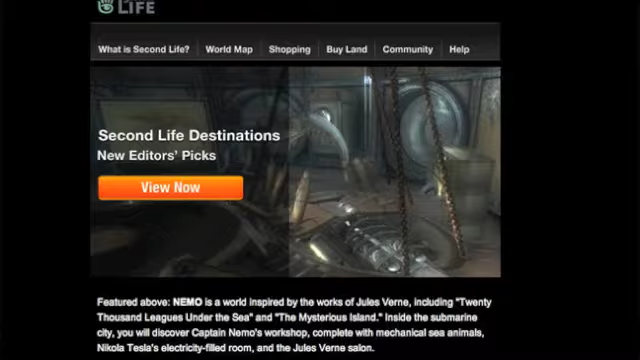 LIFE
What is Second Life? World Map Shopping Buy Land Community Help
Second Life Destinations
New Editors' Picks
View Now
Featured above: NEMO is a world inspired by the works of Jules Verne, including "Twenty
Thousand Leagues Under the Sea" and "The Mysterious Island." Inside the submarine
city, you will discover Captain Nemo's workshop, complete with mechanical sea animals,
Nikola Tesla's electricity-filled room, and the Jules Verne salon.